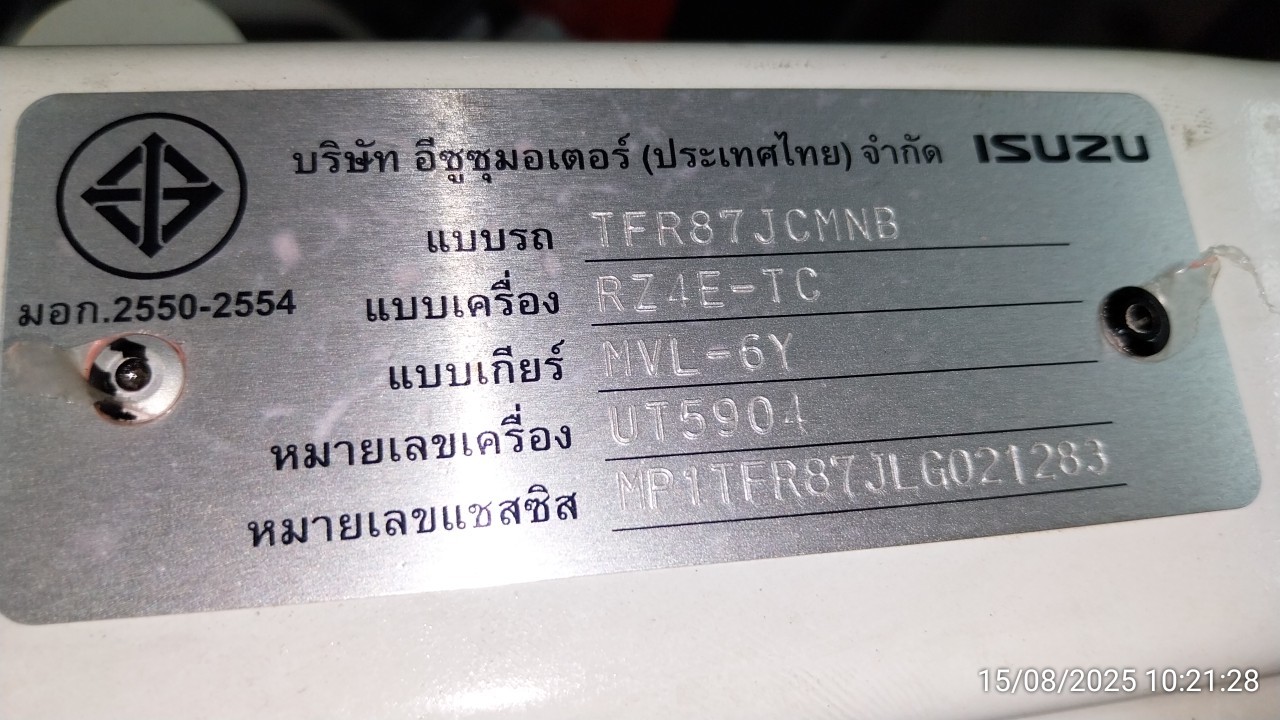 บริษัท อีซูซุมอเตอร์ (ประเทศไทย) จำกัด ISUZU
แบบรถ TFR87JCMNB
มอก.2550-2554
แบบเครื่อง RZ4E-TC
แบบเกียร์ MVL-6Y
หมายเลขเครื่อง UT5904
หมายเลขแชสซิส MP1TFR87JLG021283
15/08/2025 10:21:28